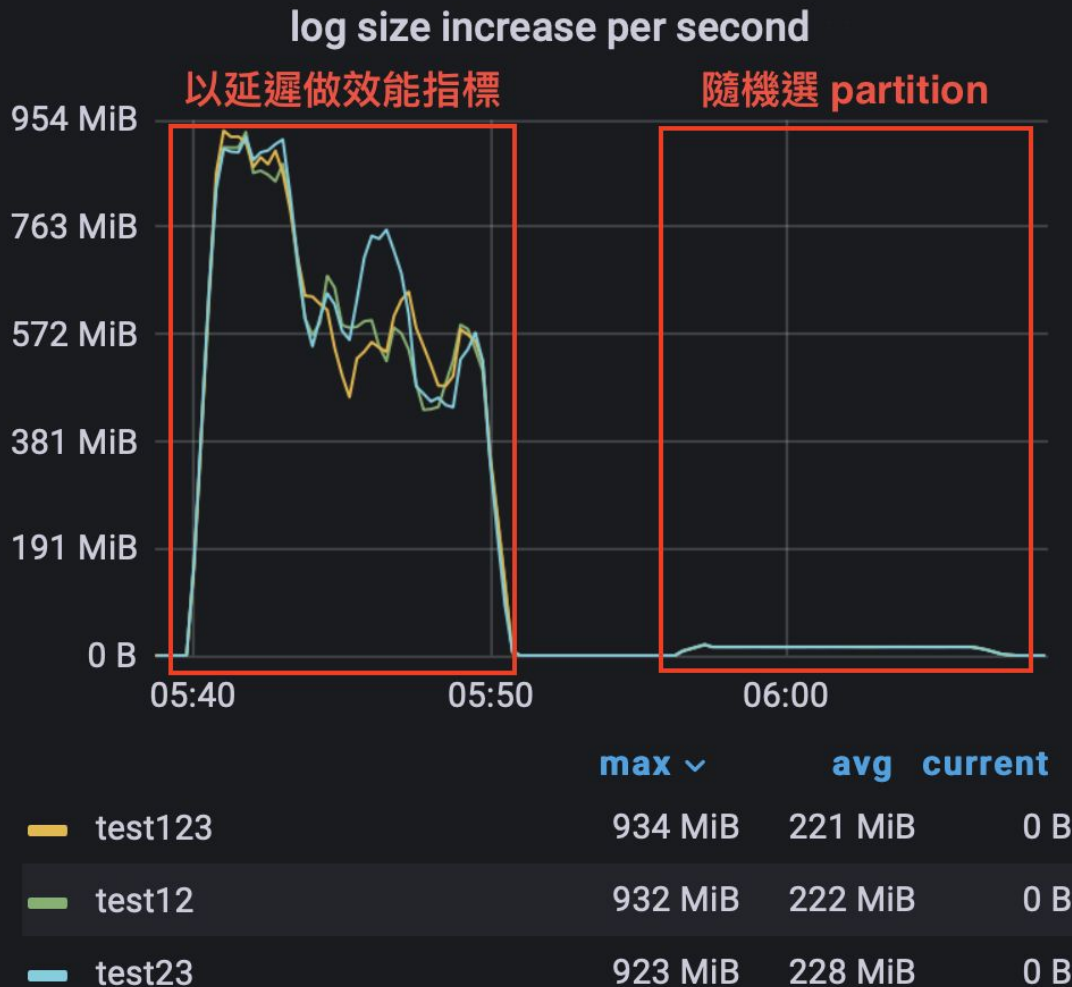 log size increase per second
以延遲做效能指標 隨機選 partition
954 MiB
763 MiB
572 MiB
381 MiB
191 MiB
0 B
05:40 05:50 06:00
max avg current
test123 934 MiB 221 MiB 0 B
test12 932 MiB 222 MiB 0 B
test23 923 MiB 228 MiB 0 B